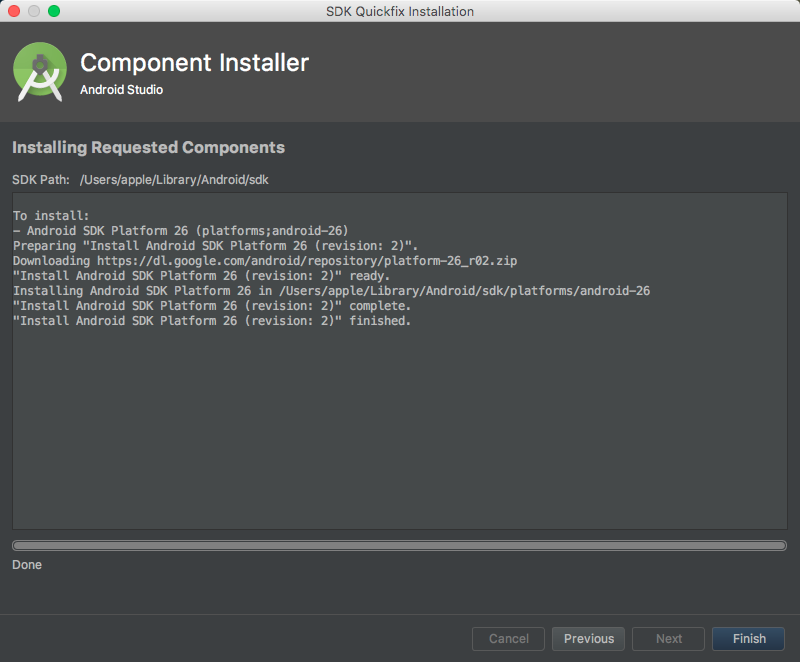 SDK Quickfix Installation
Component Installer
Android Studio
Installing Requested Components
SDK Path: /Users/apple/Library/Android/sdk
To install:
- Android SDK Platform 26 (platforms;android-26)
Preparing "Install Android SDK Platform 26 (revision: 2)".
Downloading https://dl.google.com/android/repository/platform-26_r02.zip
"Install Android SDK Platform 26 (revision: 2)" ready.
Installing Android SDK Platform 26 in /Users/apple/Library/Android/sdk/platforms/android-26
"Install Android SDK Platform 26 (revision: 2)" complete.
"Install Android SDK Platform 26 (revision: 2)" finished.
Done
Cancel Previous Next Finish